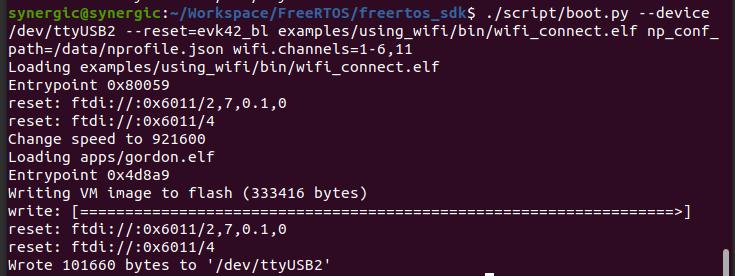 synergic@synergic:~/Workspace/FreeRTOS/freertos_sdk$ ./script/boot.py --device
/dev/ttyUSB2 --reset=evk42_bl examples/using_wifi/bin/wifi_connect.elf np_conf_
path=/data/nprofile.json wifi.channels=1-6,11
Loading examples/using_wifi/bin/wifi_connect.elf
Entrypoint 0x80059
reset: ftdi://:0x6011/2,7,0.1,0
reset: ftdi://:0x6011/4
Change speed to 921600
Loading apps/gordon.elf
Entrypoint 0x4d8a9
Writing VM image to flash (333416 bytes)
write: [==================================================================>]
reset: ftdi://:0x6011/2,7,0.1,0
reset: ftdi://:0x6011/4
Wrote 101660 bytes to '/dev/ttyUSB2'